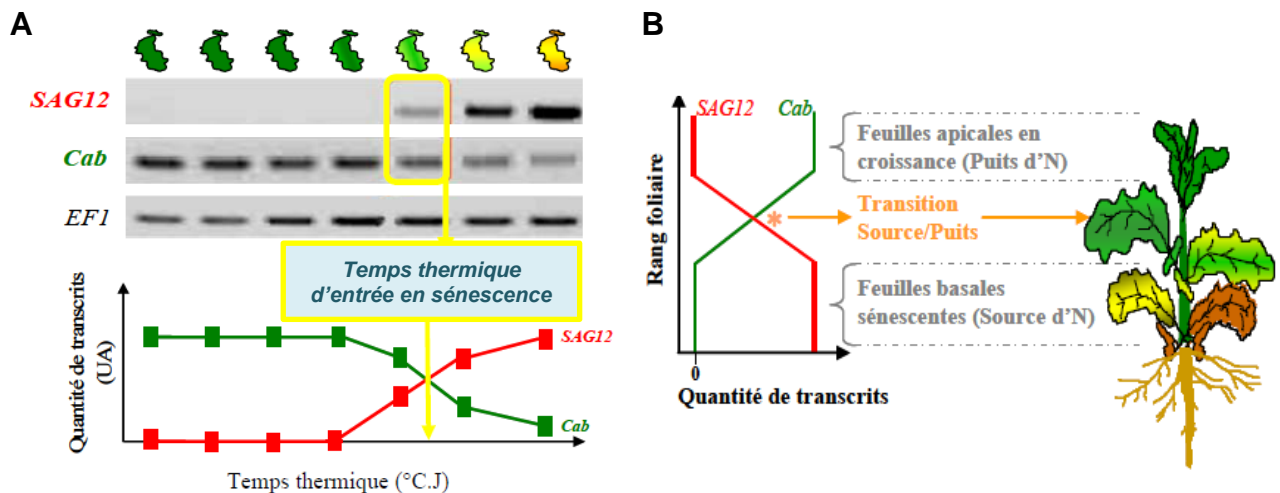 A
SAG12
Cab
EF1
Temps thermique
d'entrée en sénescence
Quantité de transcrits
(UA)
SAG12
Cab
Temps thermique (°C.J)
B
SAG12
Cab
Rang foliaire
0
Quantité de transcrits
Feuilles apicales en
croissance (Puits d'N)
*
Transition
Source/Puits
Feuilles basales
sénescentes (Source d'N)